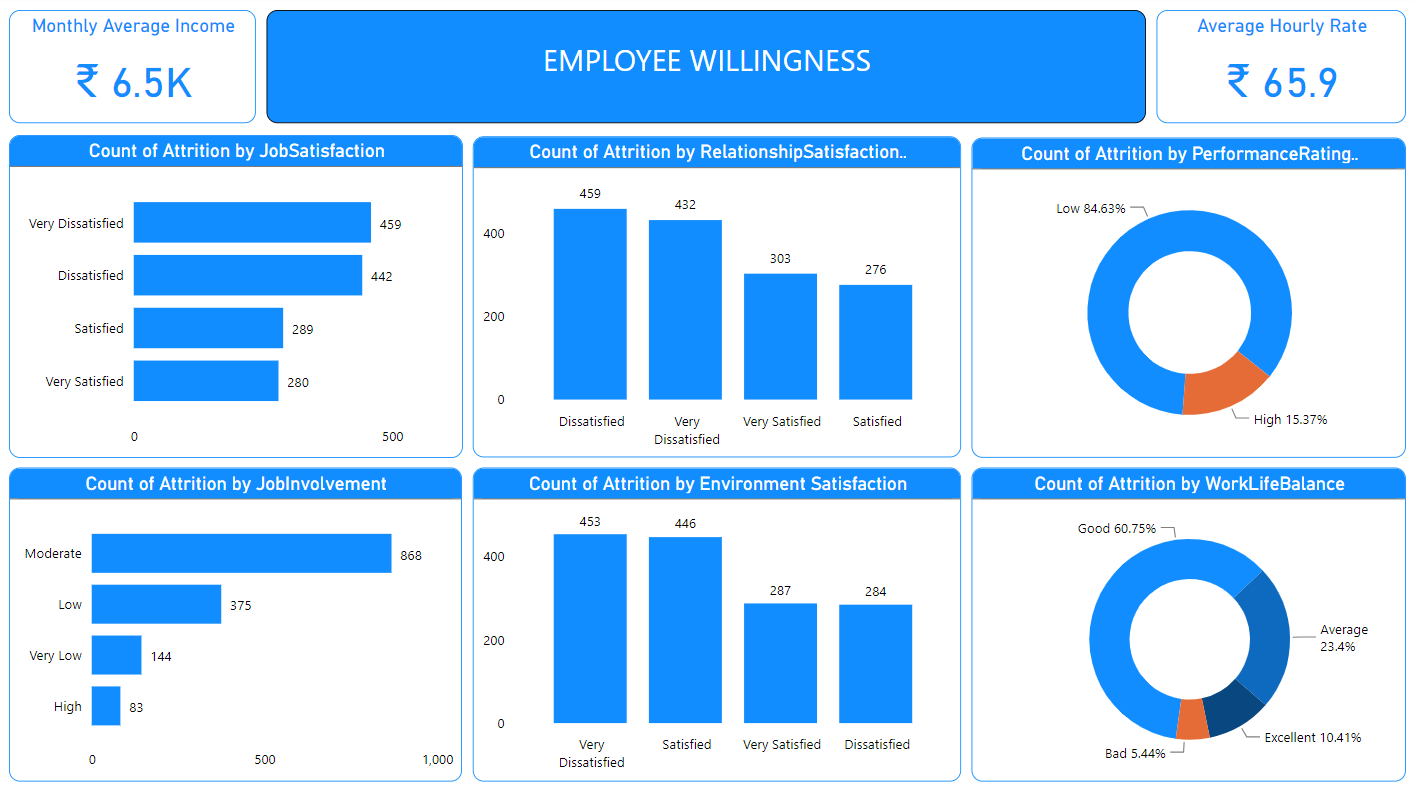 Monthly Average Income
₹ 6.5K
EMPLOYEE WILLINGNESS
Average Hourly Rate
₹ 65.9
Count of Attrition by JobSatisfaction
Very Dissatisfied
459
Dissatisfied
442
Satisfied
289
Very Satisfied
280
0
500
Count of Attrition by RelationshipSatisfaction..
400
200
0
459
432
303
276
Dissatisfied
Very
Dissatisfied
Very Satisfied
Satisfied
Count of Attrition by PerformanceRating..
Low 84.63%
High 15.37%
Count of Attrition by JobInvolvement
Moderate
868
Low
375
Very Low
144
High
83
0
500
1,000
Count of Attrition by Environment Satisfaction
400
200
0
453
446
287
284
Very
Dissatisfied
Satisfied
Very Satisfied
Dissatisfied
Count of Attrition by WorkLifeBalance
Good 60.75%
Average
23.4%
Excellent 10.41%
Bad 5.44%